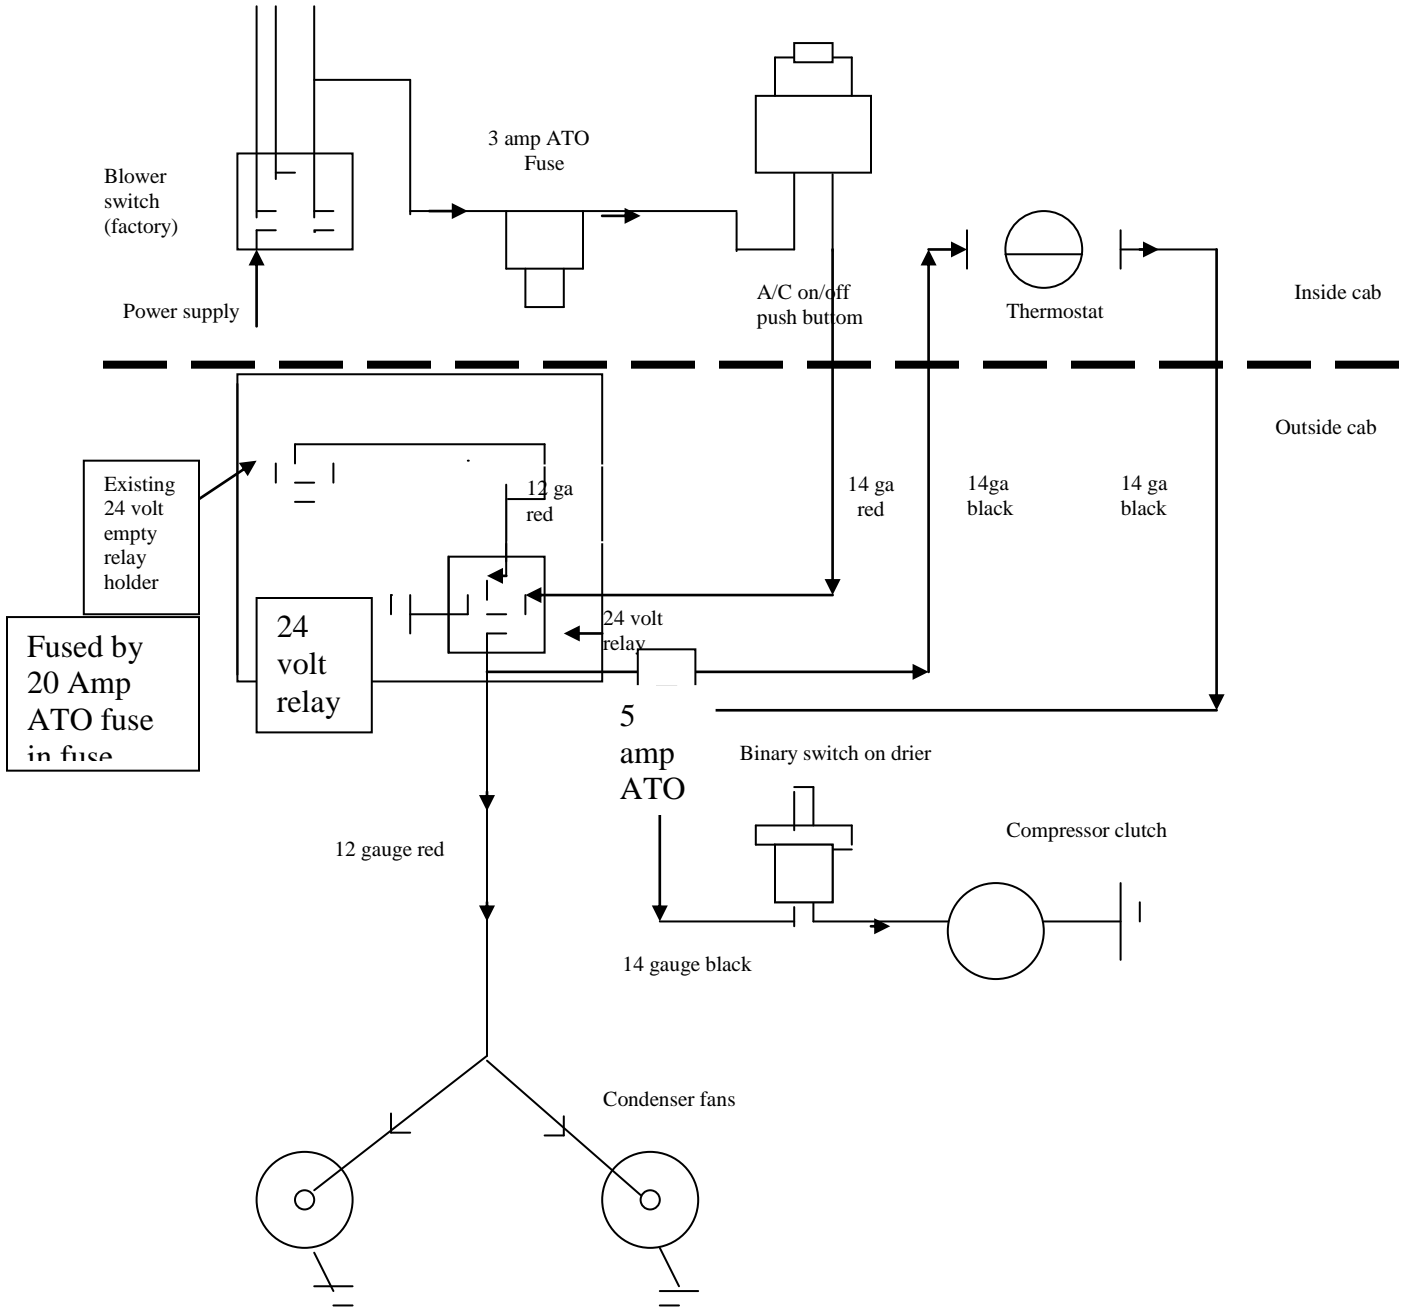 3 amp ATO
Fuse
Blower
switch
(factory)
Power supply
A/C on/off
push buttom
Thermostat
Inside cab
Outside cab
Existing
24 volt
empty
relay
holder
12 ga
red
14 ga
red
14ga
black
14 ga
black
24 volt
relay
Fused by
20 Amp
ATO fuse
in fuse
24
volt
relay
5
amp
ATO
Binary switch on drier
Compressor clutch
12 gauge red
14 gauge black
Condenser fans